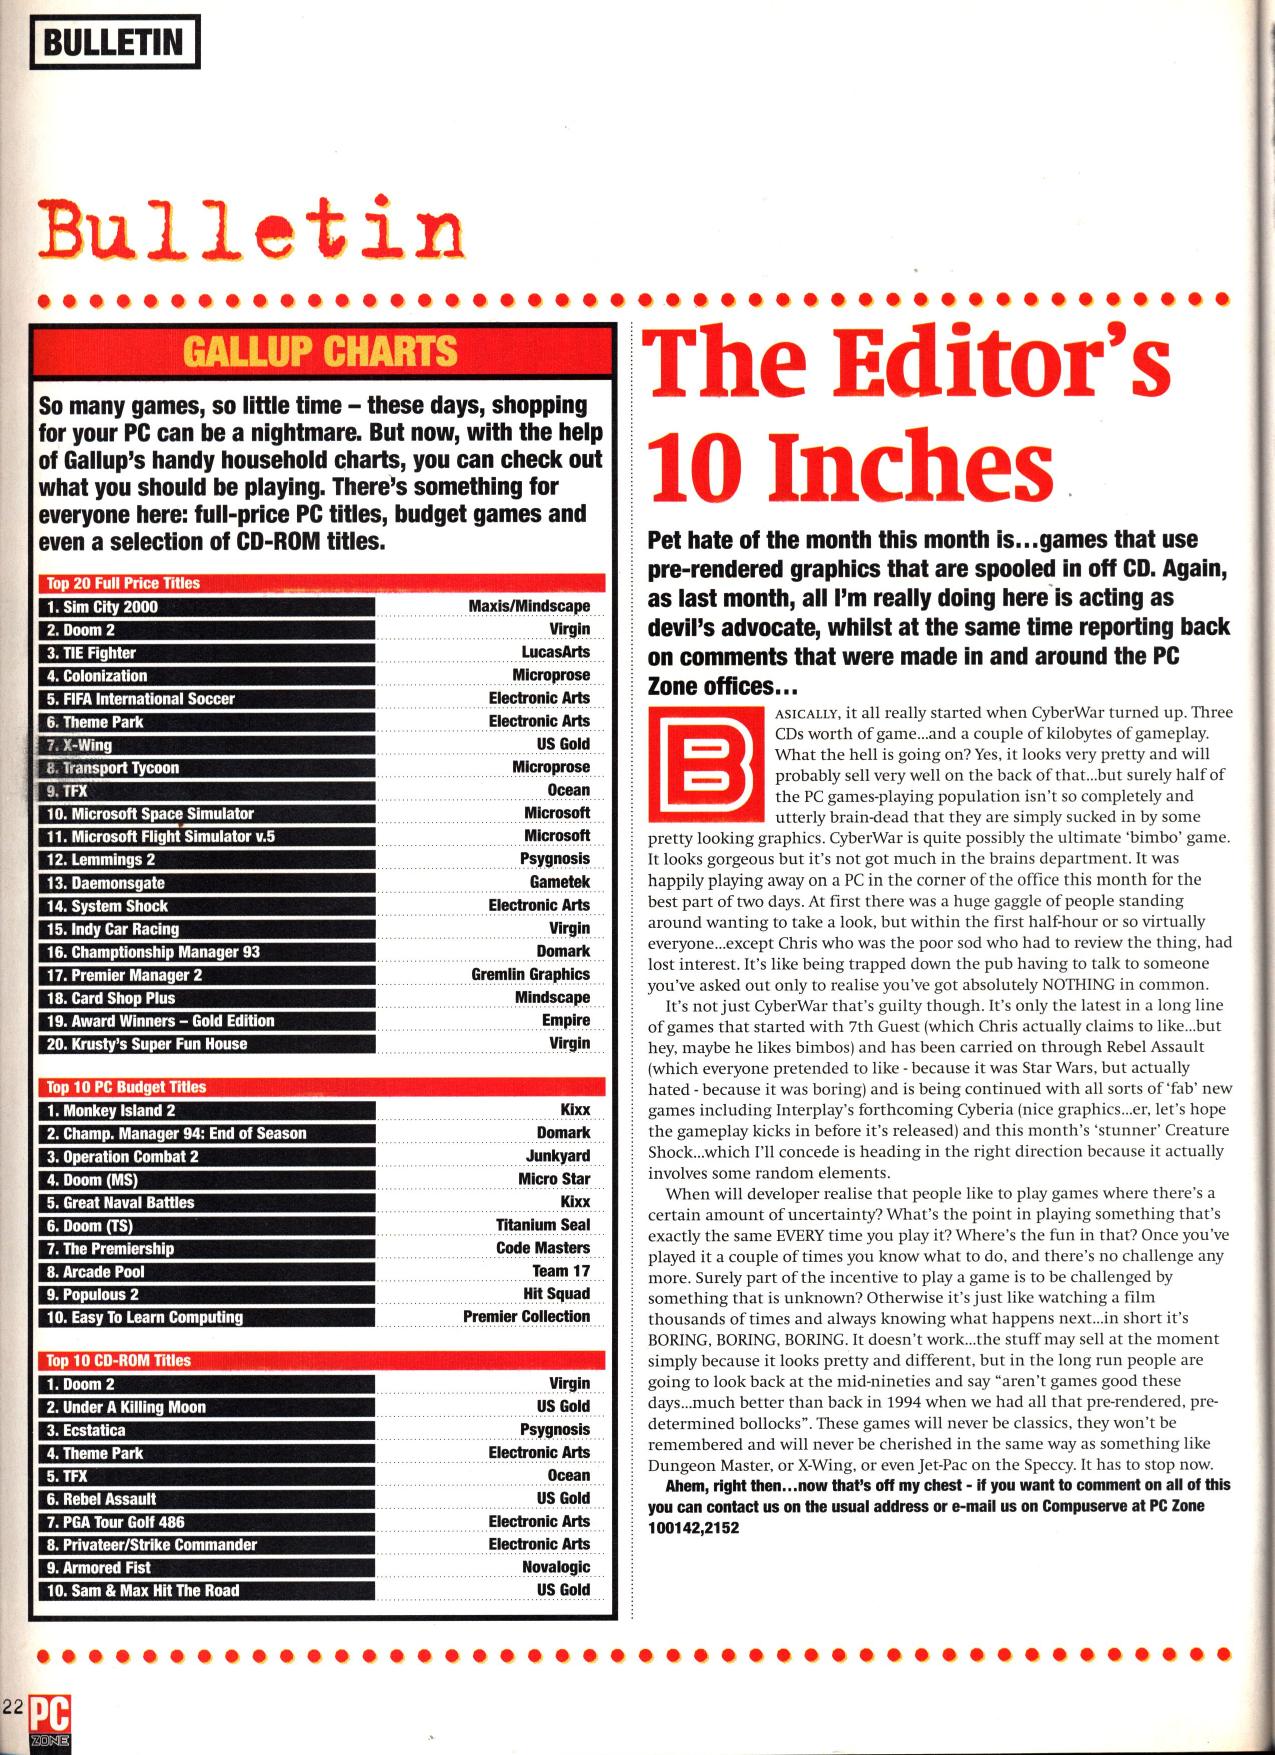 BULLETIN
Bulletin
GALLUP CHARTS
So many games, so little time – these days, shopping
for your PC can be a nightmare. But now, with the help
of Gallup's handy household charts, you can check out
what you should be playing. There's something for
everyone here: full-price PC titles, budget games and
even a selection of CD-ROM titles.
Top 20 Full Price Titles
1. Sim City 2000 Maxis/Mindscape
2. Doom 2 Virgin
3. TIE Fighter LucasArts
4. Colonization Microprose
5. FIFA International Soccer Electronic Arts
6. Theme Park Electronic Arts
7. X-Wing US Gold
8. Transport Tycoon Microprose
9. TFX Ocean
10. Microsoft Space Simulator Microsoft
11. Microsoft Flight Simulator v.5 Microsoft
12. Lemmings 2 Psygnosis
13. Daemonsgate Gametek
14. System Shock Electronic Arts
15. Indy Car Racing Virgin
16. Champtionship Manager 93 Domark
17. Premier Manager 2 Gremlin Graphics
18. Card Shop Plus Mindscape
19. Award Winners – Gold Edition Empire
20. Krusty's Super Fun House Virgin
Top 10 PC Budget Titles
1. Monkey Island 2 Kixx
2. Champ. Manager 94: End of Season Domark
3. Operation Combat 2 Junkyard
4. Doom (MS) Micro Star
5. Great Naval Battles Kixx
6. Doom (TS) Titanium Seal
7. The Premiership Code Masters
8. Arcade Pool Team 17
9. Populous 2 Hit Squad
10. Easy To Learn Computing Premier Collection
Top 10 CD-ROM Titles
1. Doom 2 Virgin
2. Under A Killing Moon US Gold
3. Ecstatica Psygnosis
4. Theme Park Electronic Arts
5. TFX Ocean
6. Rebel Assault US Gold
7. PGA Tour Golf 486 Electronic Arts
8. Privateer/Strike Commander Electronic Arts
9. Armored Fist Novalogic
10. Sam & Max Hit The Road US Gold
The Editor's
10 Inches
Pet hate of the month this month is...games that use
pre-rendered graphics that are spooled in off CD. Again,
as last month, all I'm really doing here is acting as
devil's advocate, whilst at the same time reporting back
on comments that were made in and around the PC
Zone offices...
BASICALLY, it all really started when CyberWar turned up. Three
CDs worth of game...and a couple of kilobytes of gameplay.
What the hell is going on? Yes, it looks very pretty and will
probably sell very well on the back of that...but surely half of
the PC games-playing population isn't so completely and
utterly brain-dead that they are simply sucked in by some
pretty looking graphics. CyberWar is quite possibly the ultimate 'bimbo' game.
It looks gorgeous but it's not got much in the brains department. It was
happily playing away on a PC in the corner of the office this month for the
best part of two days. At first there was a huge gaggle of people standing
around wanting to take a look, but within the first half-hour or so virtually
everyone...except Chris who was the poor sod who had to review the thing, had
lost interest. It's like being trapped down the pub having to talk to someone
you've asked out only to realise you've got absolutely NOTHING in common.
It's not just CyberWar that's guilty though. It's only the latest in a long line
of games that started with 7th Guest (which Chris actually claims to like...but
hey, maybe he likes bimbos) and has been carried on through Rebel Assault
(which everyone pretended to like - because it was Star Wars, but actually
hated - because it was boring) and is being continued with all sorts of 'fab' new
games including Interplay's forthcoming Cyberia (nice graphics...er, let's hope
the gameplay kicks in before it's released) and this month's 'stunner' Creature
Shock...which I'll concede is heading in the right direction because it actually
involves some random elements.
When will developer realise that people like to play games where there's a
certain amount of uncertainty? What's the point in playing something that's
exactly the same EVERY time you play it? Where's the fun in that? Once you've
played it a couple of times you know what to do, and there's no challenge any
more. Surely part of the incentive to play a game is to be challenged by
something that is unknown? Otherwise it's just like watching a film
thousands of times and always knowing what happens next...in short it's
BORING, BORING, BORING. It doesn't work...the stuff may sell at the moment
simply because it looks pretty and different, but in the long run people are
going to look back at the mid-nineties and say "aren't games good these
days...much better than back in 1994 when we had all that pre-rendered, pre-
determined bollocks". These games will never be classics, they won't be
remembered and will never be cherished in the same way as something like
Dungeon Master, or X-Wing, or even Jet-Pac on the Speccy. It has to stop now.
Ahem, right then...now that's off my chest - if you want to comment on all of this
you can contact us on the usual address or e-mail us on Compuserve at PC Zone
100142,2152
22 PC
ZONE